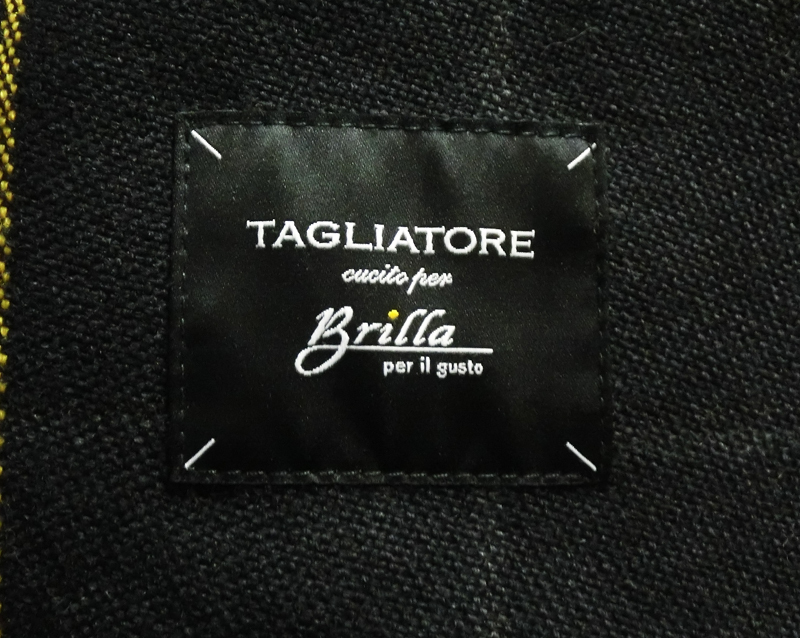 TAGLIATORE
cucito per
Brilla
per il gusto